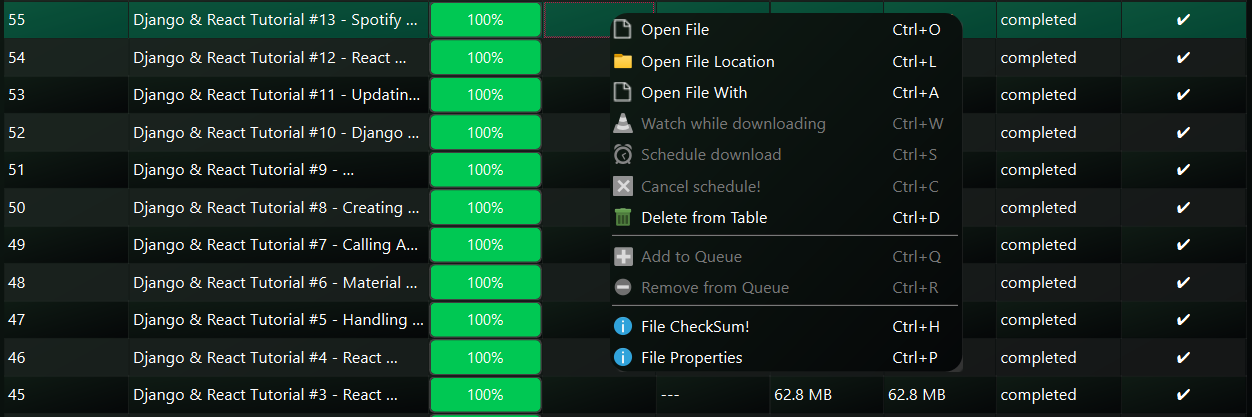 55 Django & React Tutorial #13 - Spotify ... 100% completed ✔
54 Django & React Tutorial #12 - React ... 100% completed ✔
53 Django & React Tutorial #11 - Updatin... 100% completed ✔
52 Django & React Tutorial #10 - Django ... 100% completed ✔
51 Django & React Tutorial #9 - ... 100% completed ✔
50 Django & React Tutorial #8 - Creating ... 100% completed ✔
49 Django & React Tutorial #7 - Calling A... 100% completed ✔
48 Django & React Tutorial #6 - Material ... 100% completed ✔
47 Django & React Tutorial #5 - Handling ... 100% completed ✔
46 Django & React Tutorial #4 - React ... 100% completed ✔
45 Django & React Tutorial #3 - React ... 100% --- 62.8 MB 62.8 MB completed ✔
Open File Ctrl+O
Open File Location Ctrl+L
Open File With Ctrl+A
Watch while downloading Ctrl+W
Schedule download Ctrl+S
Cancel schedule! Ctrl+C
Delete from Table Ctrl+D
Add to Queue Ctrl+Q
Remove from Queue Ctrl+R
File CheckSum! Ctrl+H
File Properties Ctrl+P